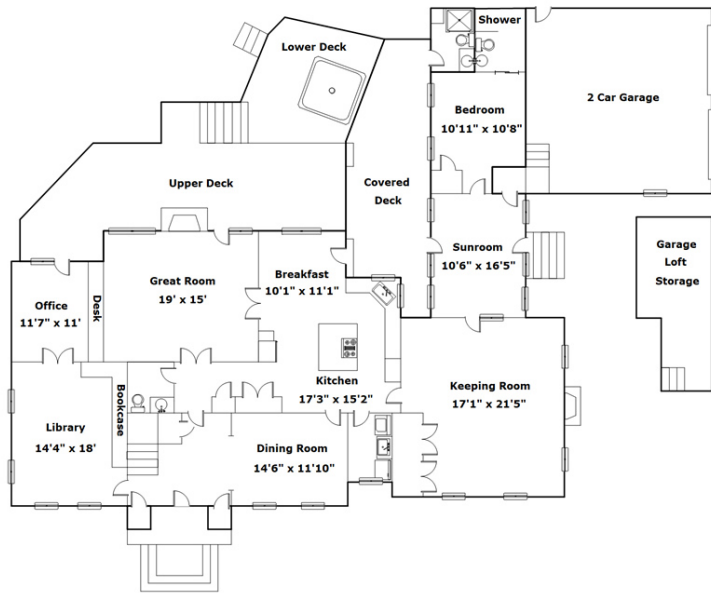 Lower Deck
Shower
2 Car Garage
Bedroom
10'11" x 10'8"
Upper Deck
Covered
Deck
Sunroom
10'6" x 16'5"
Garage
Loft
Storage
Great Room
19' x 15'
Breakfast
10'1" x 11'1"
Office
11'7" x 11'
Desk
Kitchen
17'3" x 15'2"
Keeping Room
17'1" x 21'5"
Bookcase
Library
14'4" x 18'
Dining Room
14'6" x 11'10"